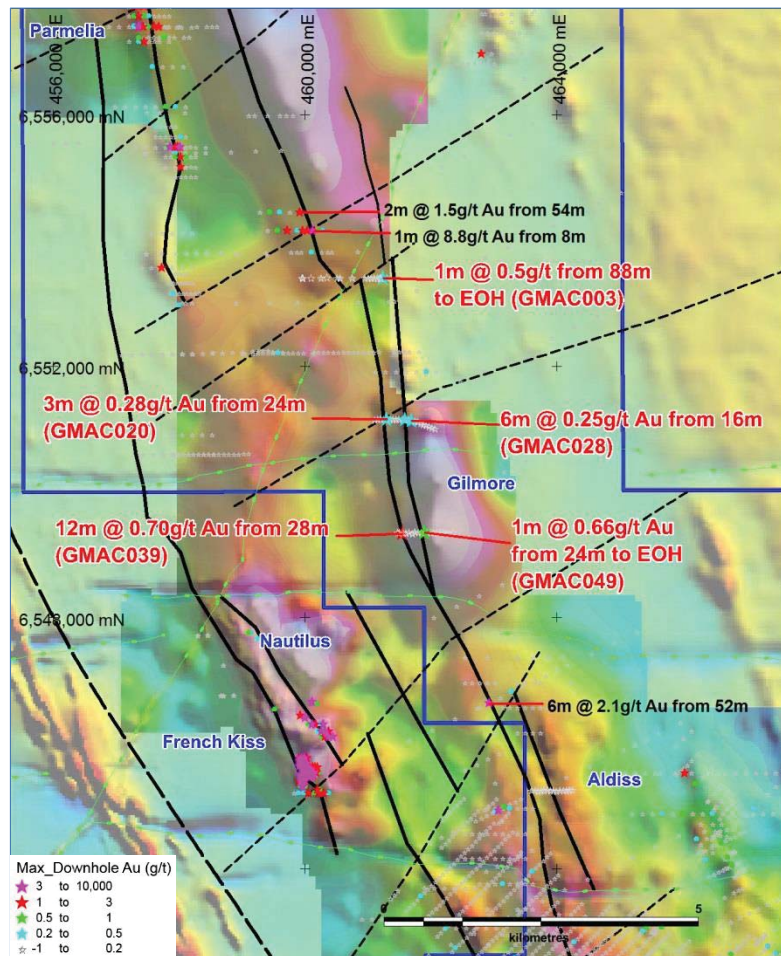 Parmelia
456,000 mE
460,000 mE
464,000 mE
6,556,000 mN
2m @ 1.5g/t Au from 54m
1m @ 8.8g/t Au from 8m
1m @ 0.5g/t from 88m
to EOH (GMAC003)
6,552,000 mN
3m @ 0.28g/t Au from 24m
(GMAC020)
6m @ 0.25g/t Au from 16m
(GMAC028)
Gilmore
12m @ 0.70g/t Au from 28m
(GMAC039)
1m @ 0.66g/t Au
from 24m to EOH
(GMAC049)
6,548,000 mN
Nautilus
6m @ 2.1g/t Au from 52m
French Kiss
Aldiss
Max_Downhole Au (g/t)
3 to 10,000
1 to 3
0.5 to 1
0.2 to 0.5
-1 to 0.2
0 5
kilometres